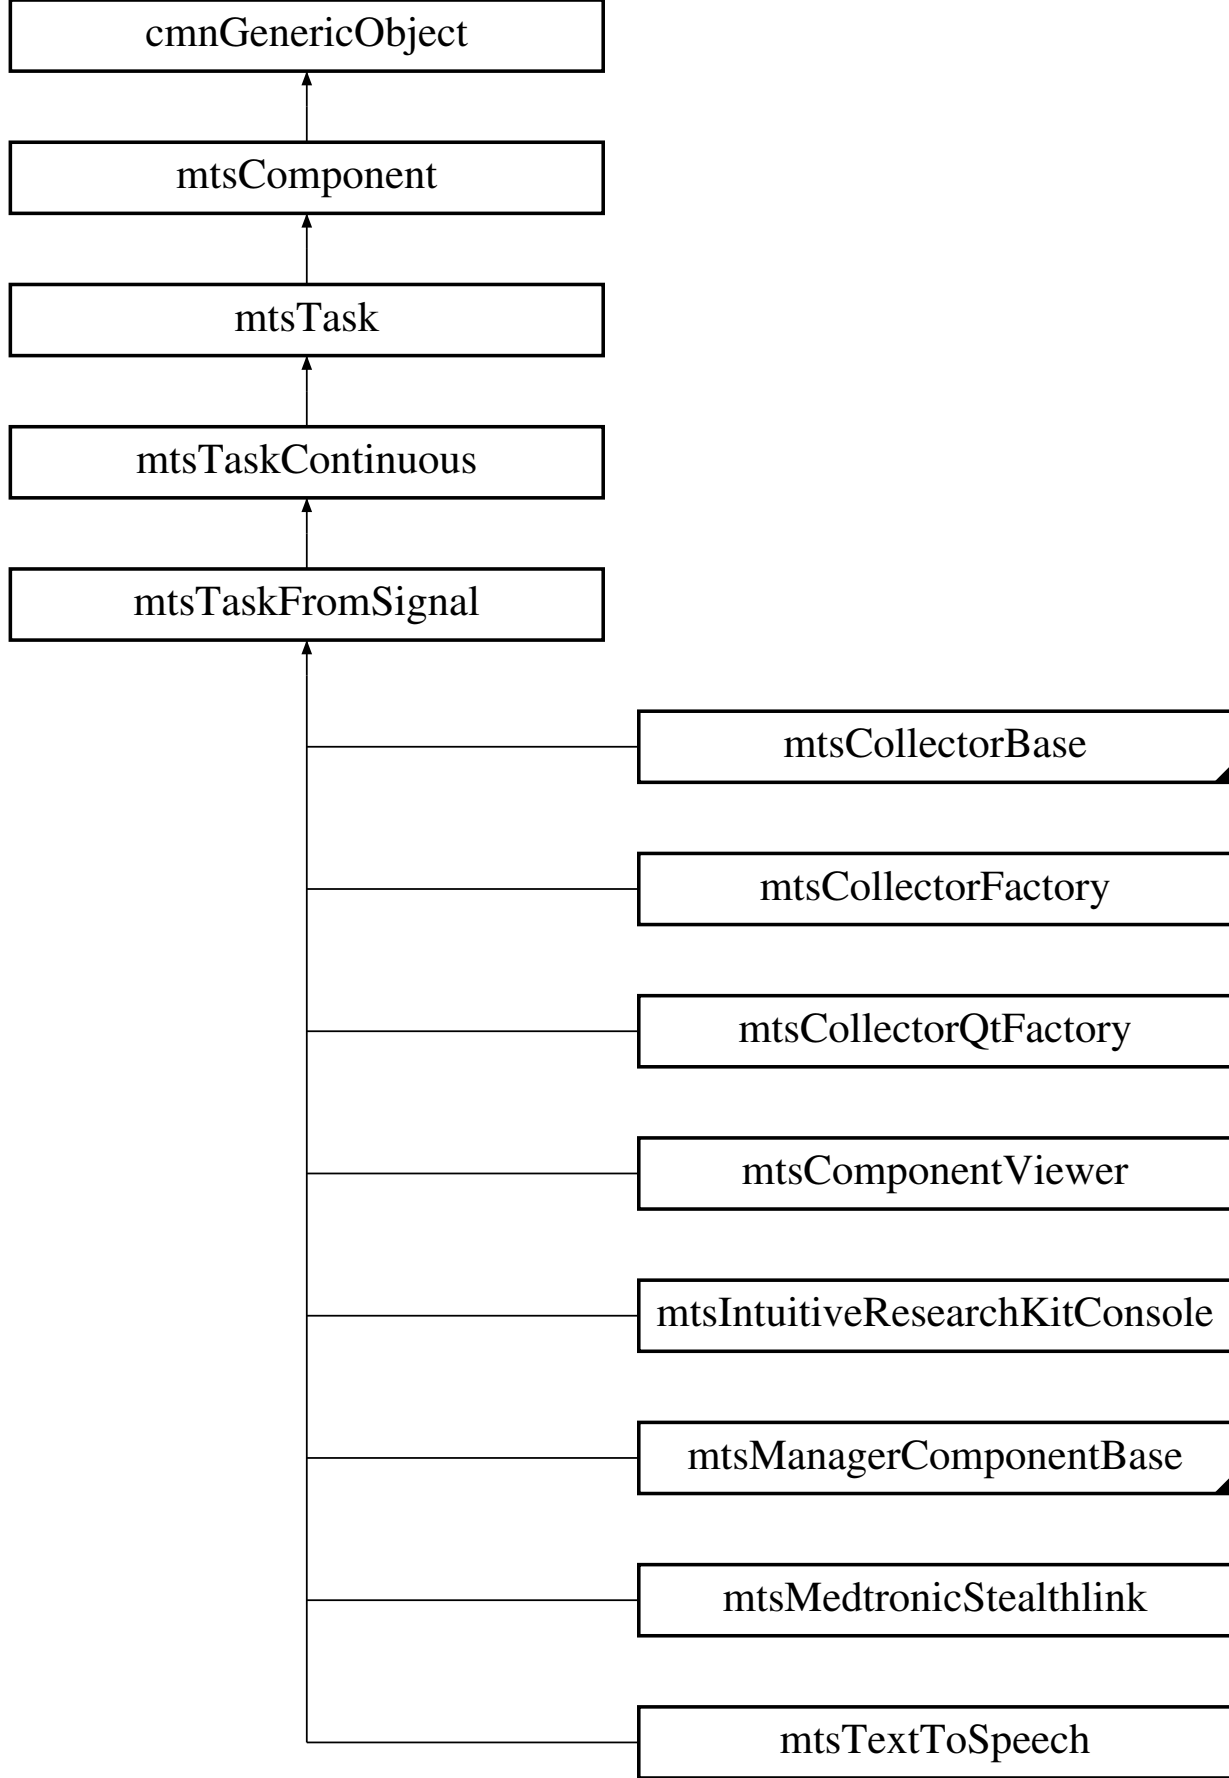 cmnGenericObject
mtsComponent
mtsTask
mtsTaskContinuous
mtsTaskFromSignal
mtsCollectorBase
mtsCollectorFactory
mtsCollectorQtFactory
mtsComponentViewer
mtsIntuitiveResearchKitConsole
mtsManagerComponentBase
mtsMedtronicStealthlink
mtsTextToSpeech